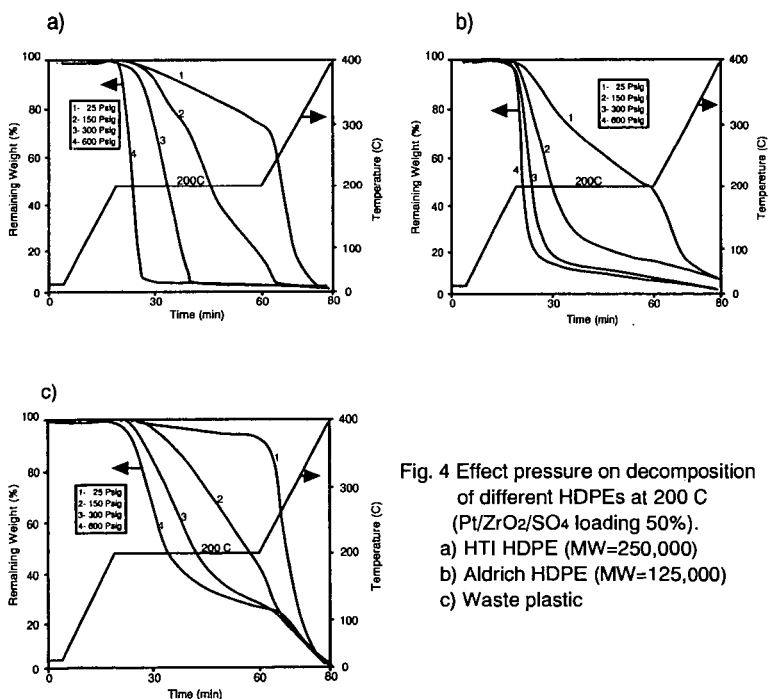 a)
100
80
60
40
20
0
Remaining Weight (%)
1- 25 Psig
2- 150 Psig
3- 300 Psig
4- 600 Psig
1
2
3
4
200C
400
300
200
100
0
Temperature (C)
0 30 60 80
Time (min)
b)
100
80
60
40
20
0
Remaining Weight (%)
1- 25 Psig
2- 150 Psig
3- 300 Psig
4- 600 Psig
1
2
3
4
200C
400
300
200
100
0
Temperature (C)
0 30 60 80
Time (min)
c)
100
80
60
40
20
0
Remaining Weight (%)
1- 25 Psig
2- 150 Psig
3- 300 Psig
4- 600 Psig
1
2
3
4
200 C
400
300
200
100
0
Temperature (C)
0 30 60 80
Time (min)
Fig. 4 Effect pressure on decomposition
of different HDPEs at 200 C
(Pt/ZrO2/SO4 loading 50%).
a) HTI HDPE (MW=250,000)
b) Aldrich HDPE (MW=125,000)
c) Waste plastic